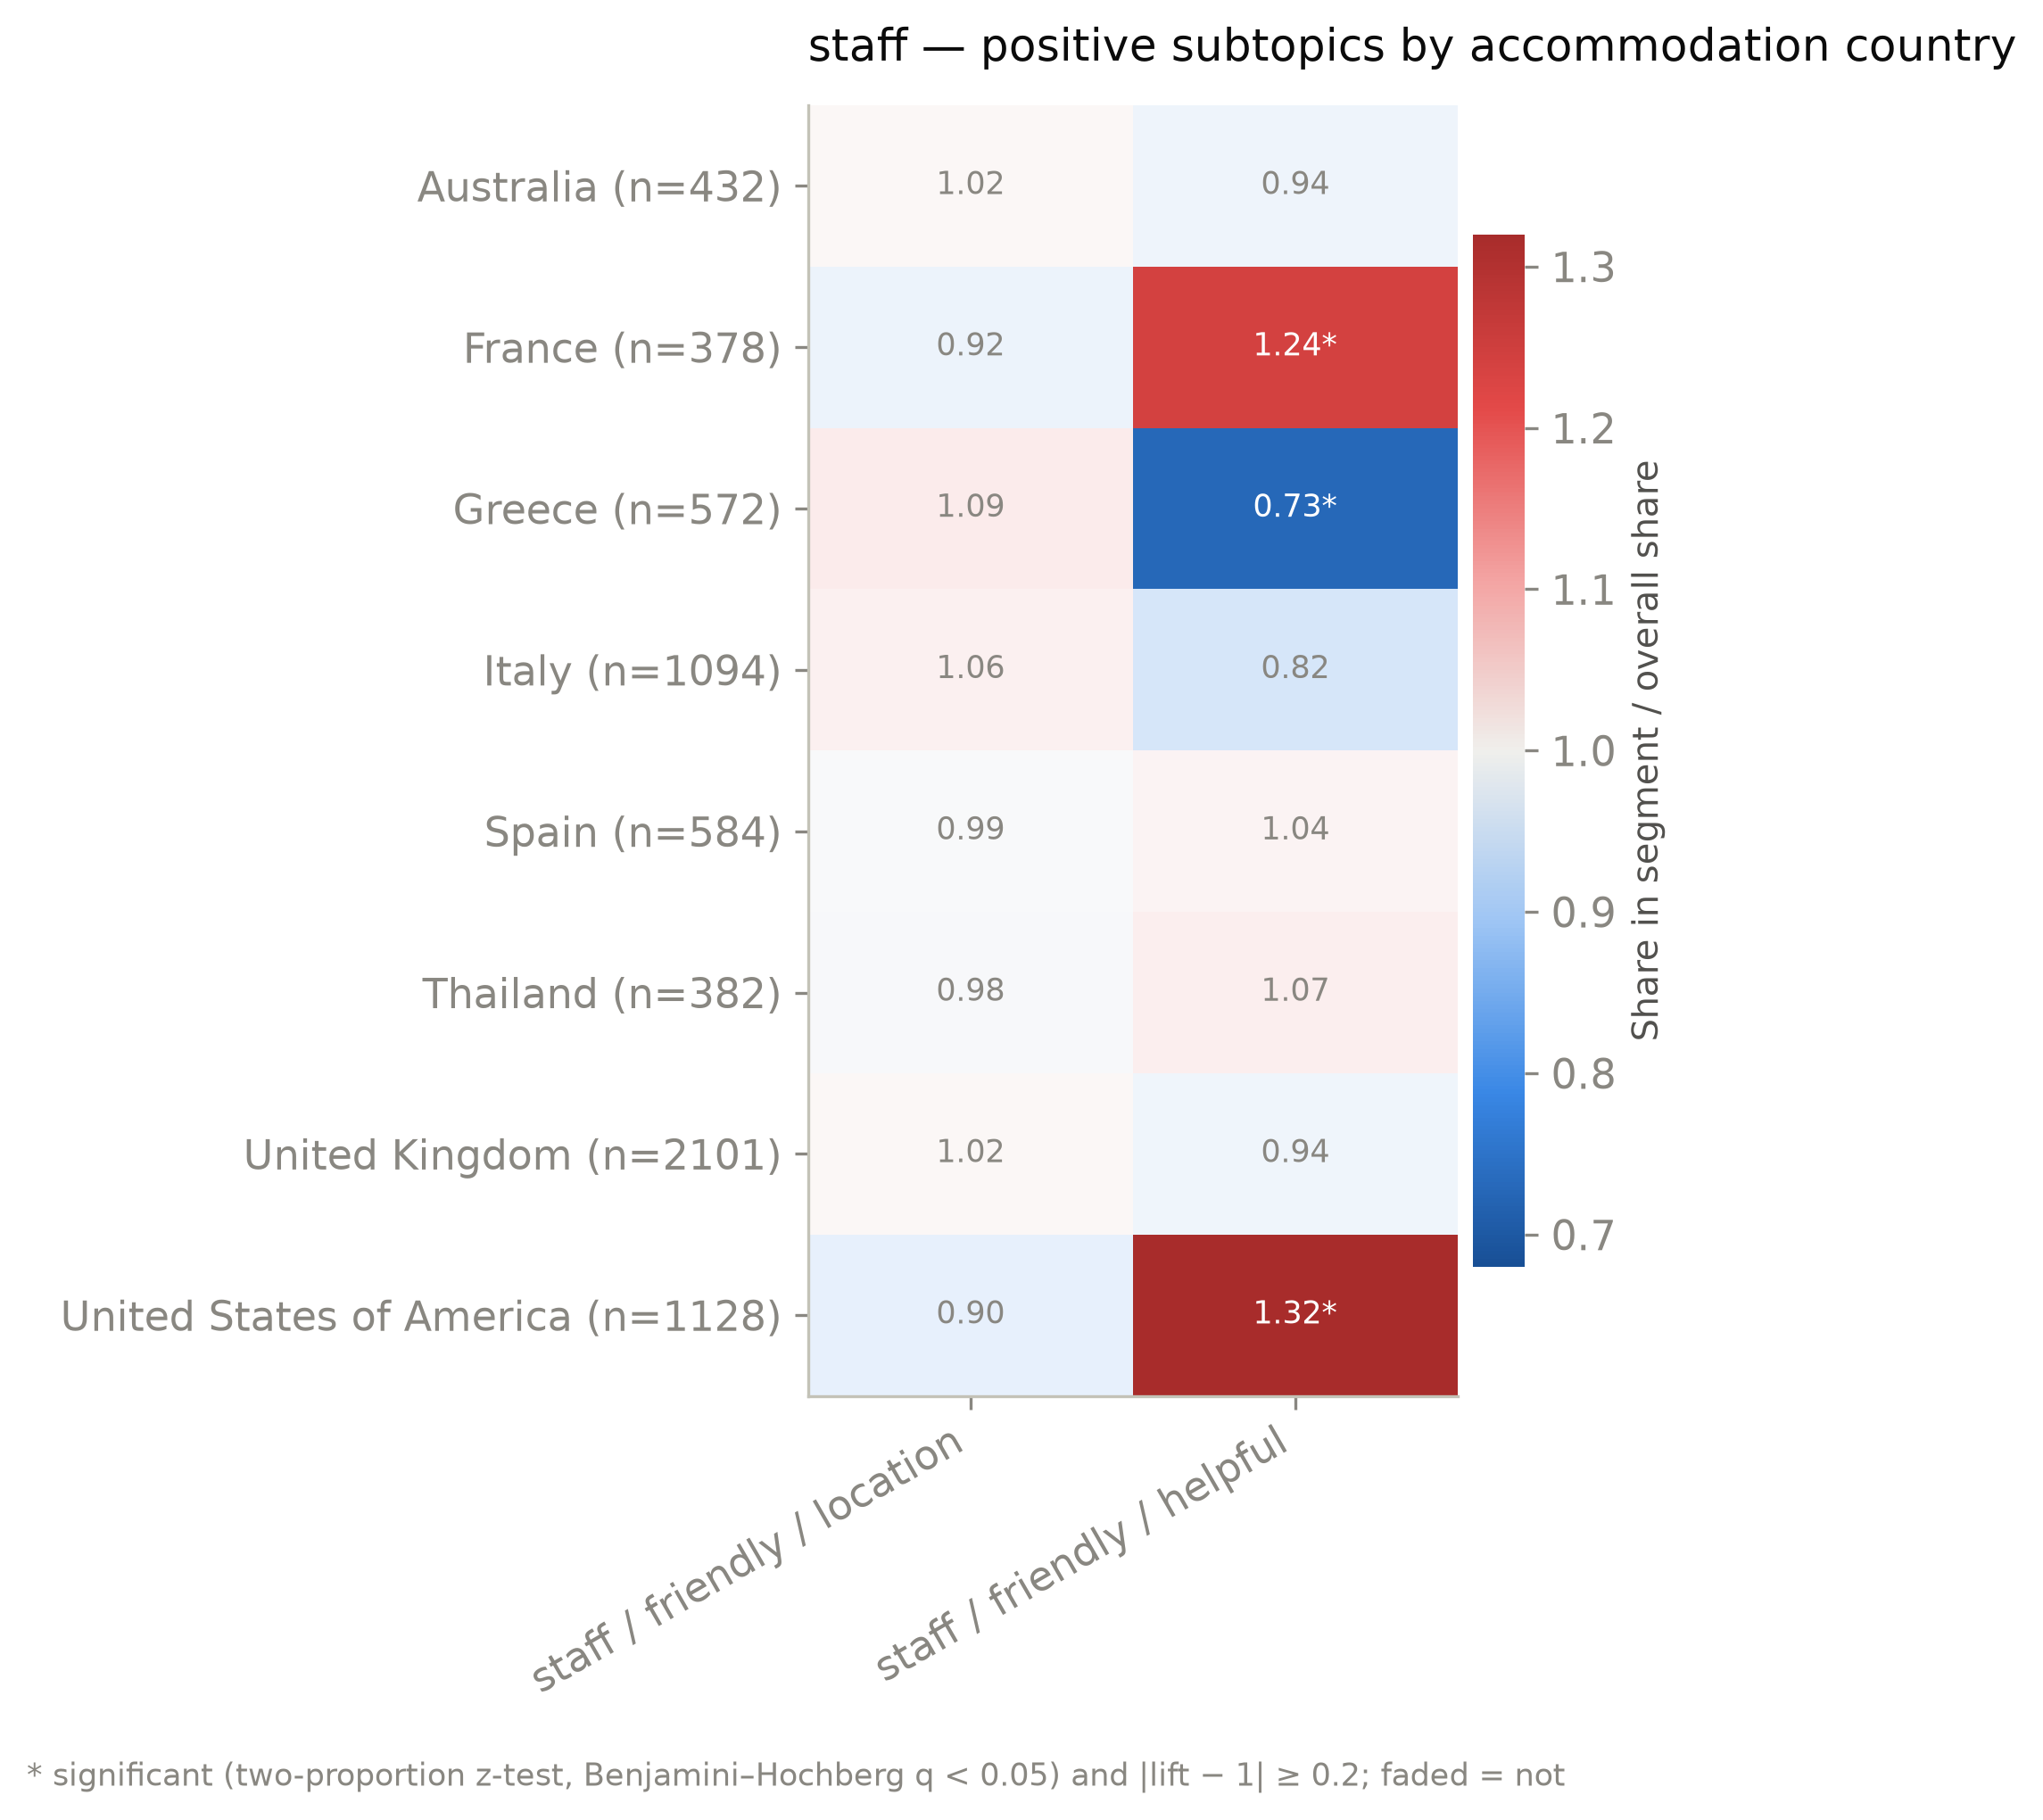 staff — positive subtopics by accommodation country
Australia (n=432) 1.02 0.94
France (n=378) 0.92 1.24*
Greece (n=572) 1.09 0.73*
Italy (n=1094) 1.06 0.82
Spain (n=584) 0.99 1.04
Thailand (n=382) 0.98 1.07
United Kingdom (n=2101) 1.02 0.94
United States of America (n=1128) 0.90 1.32*
staff / friendly / location
staff / friendly / helpful
1.3
1.2
1.1
1.0
0.9
0.8
0.7
Share in segment / overall share
* significant (two-proportion z-test, Benjamini–Hochberg q < 0.05) and |lift − 1| ≥ 0.2; faded = not